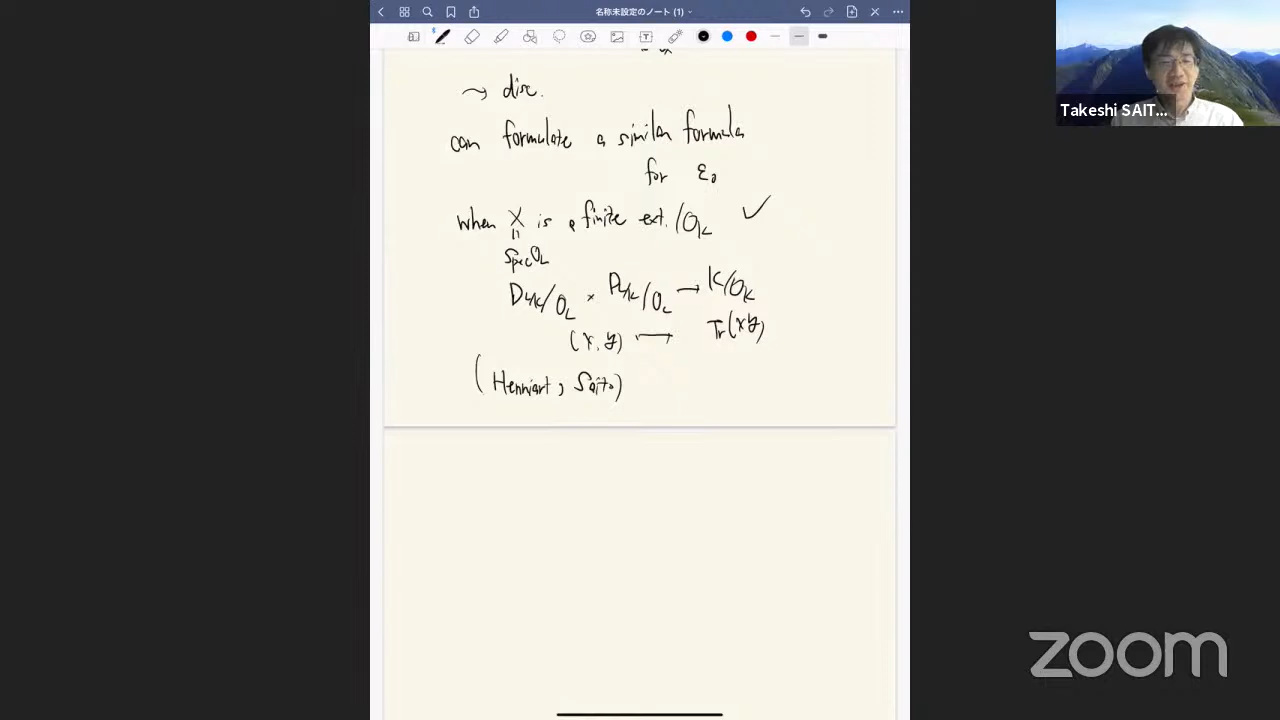 名称未設定のノート (1)
Takeshi SAIT...
→ disc.
can formulate a similar formula
for ε₀
when X is a finite ext. /O_K ✓
Spec O_L
D_{L/K}/O_L × D_{L/K}/O_L → K/O_K
(x, y) ↦ Tr(xy)
(Henniart, Saito)
zoom